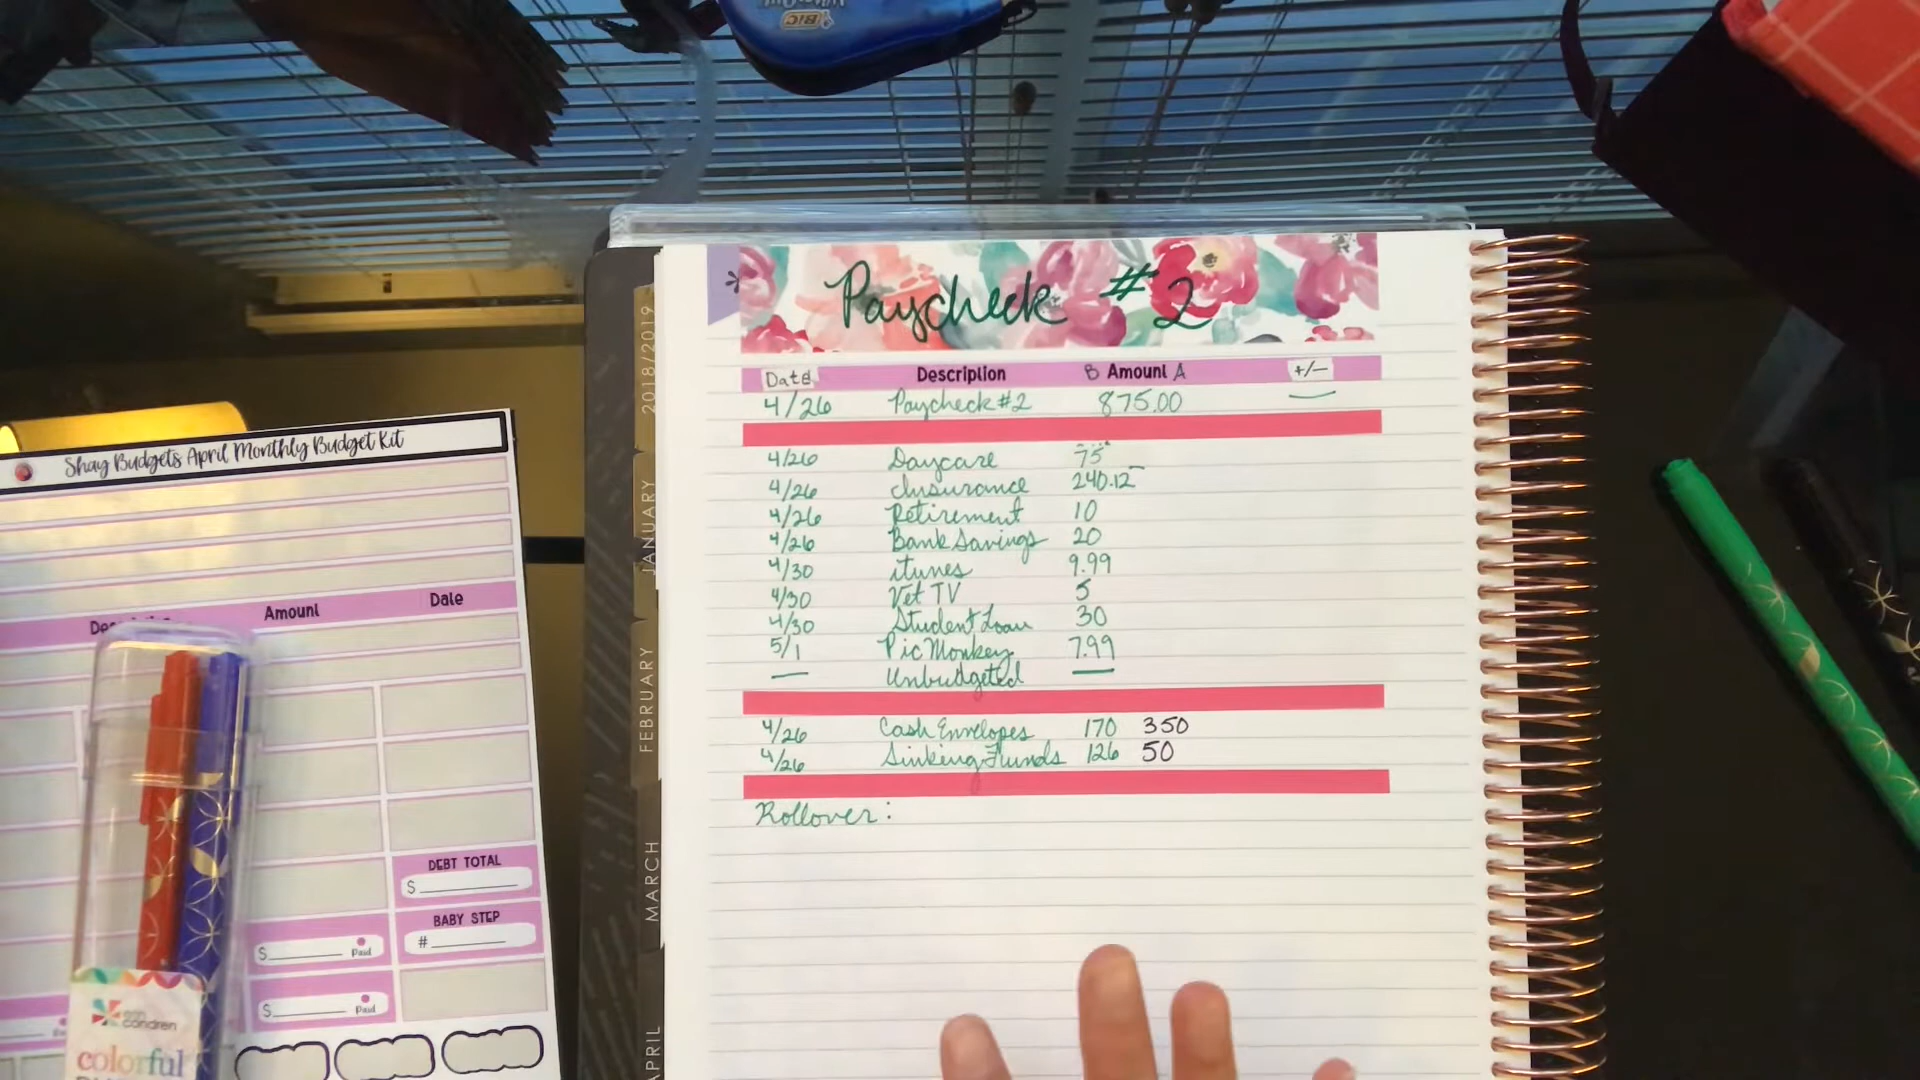 BIC
Paycheck #2
Date Description B Amount A +/-
4/26 Paycheck #2 875.00 —
4/26 Daycare 75
4/26 Insurance 240.12
4/26 Retirement 10
4/26 Bank Savings 20
4/30 itunes 9.99
4/30 Vet TV 5
4/30 Student Loan 30
5/1 Pic Monkey 7.99
— Unbudgeted —
4/26 Cash Envelopes 170 350
4/26 Sinking Funds 126 50
Rollover:
2018/2019
JANUARY
FEBRUARY
MARCH
APRIL
Shay Budgets April Monthly Budget Kit
Amount Date
DEBT TOTAL
$
BABY STEP
#
$ Paid
$ Paid
condren
colorful